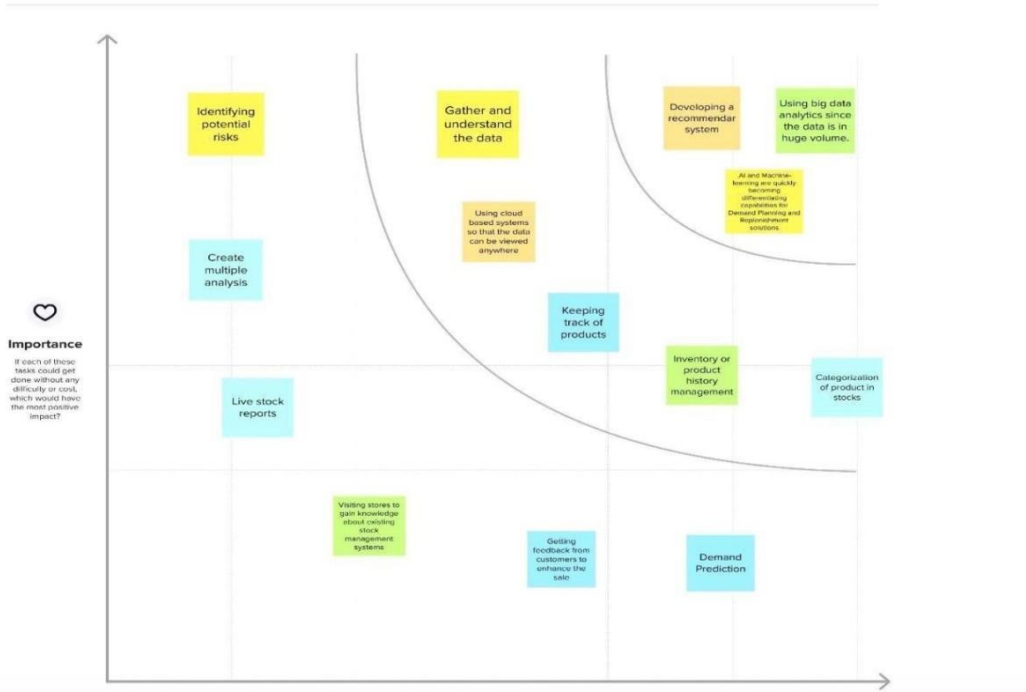 Identifying
potential
risks
Gather and
understand
the data
Developing a
recommendar
system
Using big data
analytics since
the data is in
huge volume.
AI and Machine-
learning are quickly
becoming
differentiating
capabilities for
Demand Planning and
Replenishment
solutions
Using cloud
based systems
so that the data
can be viewed
anywhere
Create
multiple
analysis
Keeping
track of
products
Importance
If each of these
tasks could get
done without any
difficulty or cost,
which would have
the most positive
impact?
Inventory or
product
history
management
Categorization
of product in
stocks
Live stock
reports
Visiting stores to
gain knowledge
about existing
stock
management
systems
Getting
feedback from
customers to
enhance the
sale
Demand
Prediction